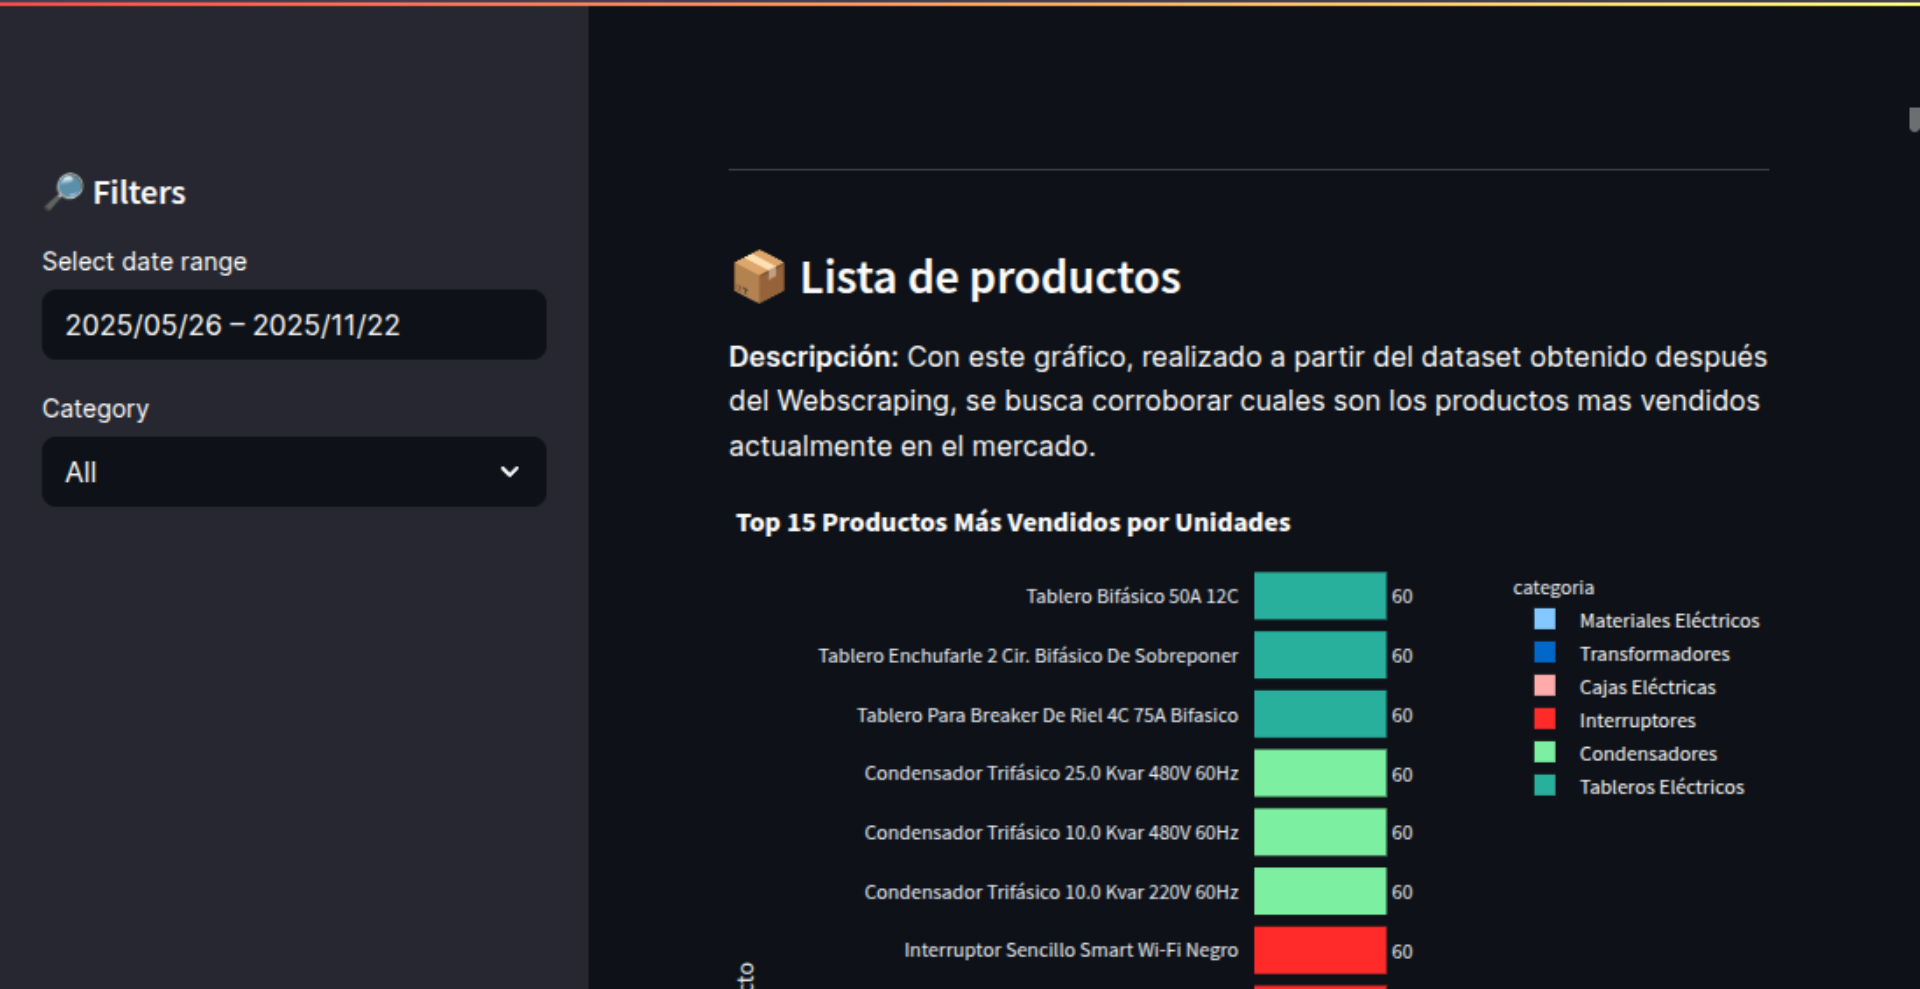 Filters
Select date range
2025/05/26 – 2025/11/22
Category
All
Lista de productos
Descripción: Con este gráfico, realizado a partir del dataset obtenido después
del Webscraping, se busca corroborar cuales son los productos mas vendidos
actualmente en el mercado.
Top 15 Productos Más Vendidos por Unidades
Tablero Bifásico 50A 12C 60
Tablero Enchufarle 2 Cir. Bifásico De Sobreponer 60
Tablero Para Breaker De Riel 4C 75A Bifasico 60
Condensador Trifásico 25.0 Kvar 480V 60Hz 60
Condensador Trifásico 10.0 Kvar 480V 60Hz 60
Condensador Trifásico 10.0 Kvar 220V 60Hz 60
Interruptor Sencillo Smart Wi-Fi Negro 60
categoria
Materiales Eléctricos
Transformadores
Cajas Eléctricas
Interruptores
Condensadores
Tableros Eléctricos